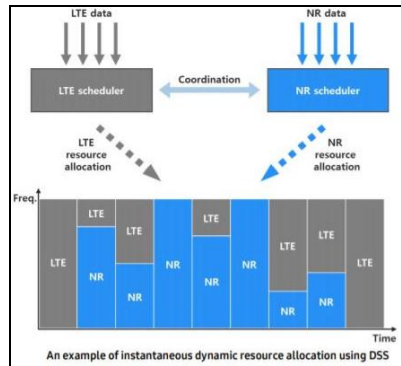 LTE data
NR data
LTE scheduler
Coordination
NR scheduler
LTE
resource
allocation
NR
resource
allocation
Freq.
LTE
LTE
NR
LTE
NR
NR
LTE
NR
NR
LTE
NR
LTE
NR
LTE
Time
An example of instantaneous dynamic resource allocation using DSS